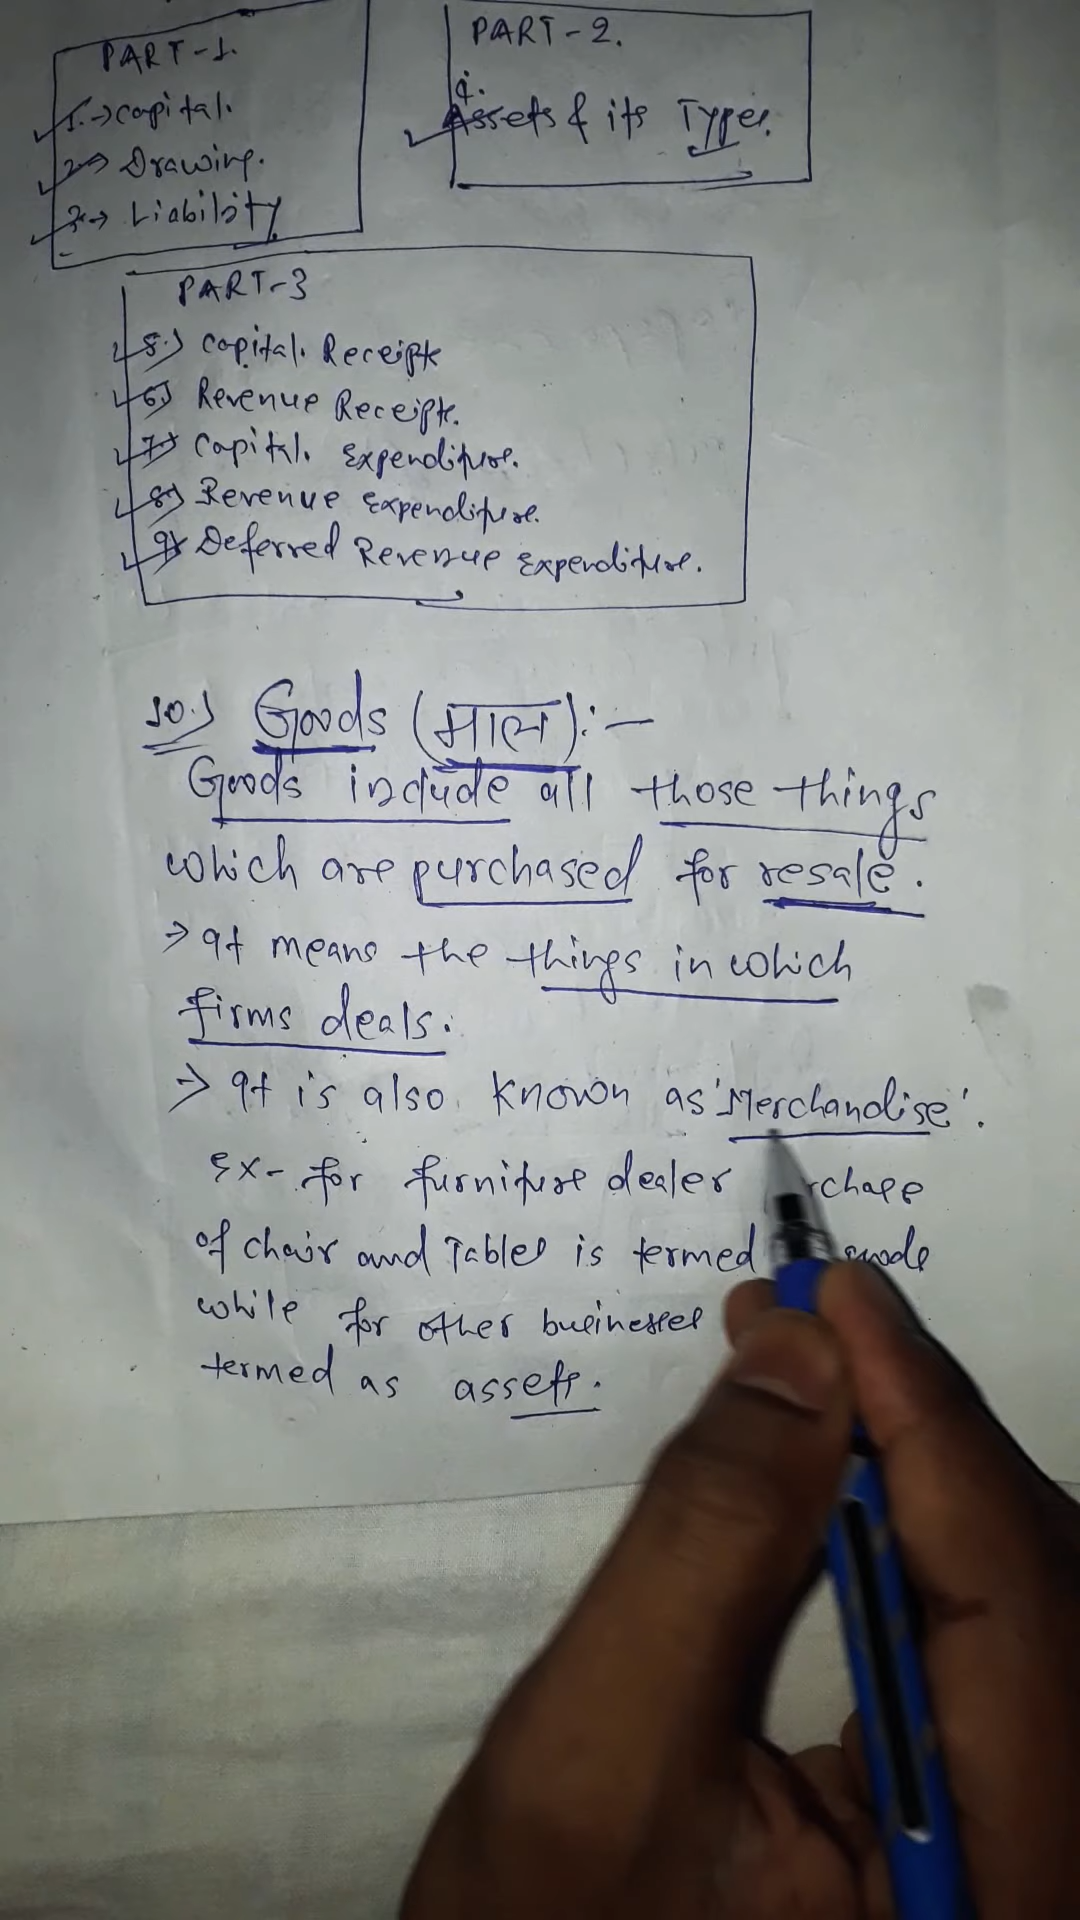 PART-1.
1.→ Capital.
2→ Drawing.
3→ Liability
PART-2.
4.
Assets & its Types.
PART-3
5.) Capital. Receipt
6.) Revenue Receipt.
7.) Capital. Expenditure.
8.) Revenue Expenditure.
9) Deferred Revenue Expenditure.
10.) Goods (माल):-
Goods include all those things
which are purchased for resale.
→ It means the things in which
firms deals.
→ It is also known as 'Merchandise'.
Ex- for furniture dealer
of chair and Tables is termed
while for other businesses
termed as assets.